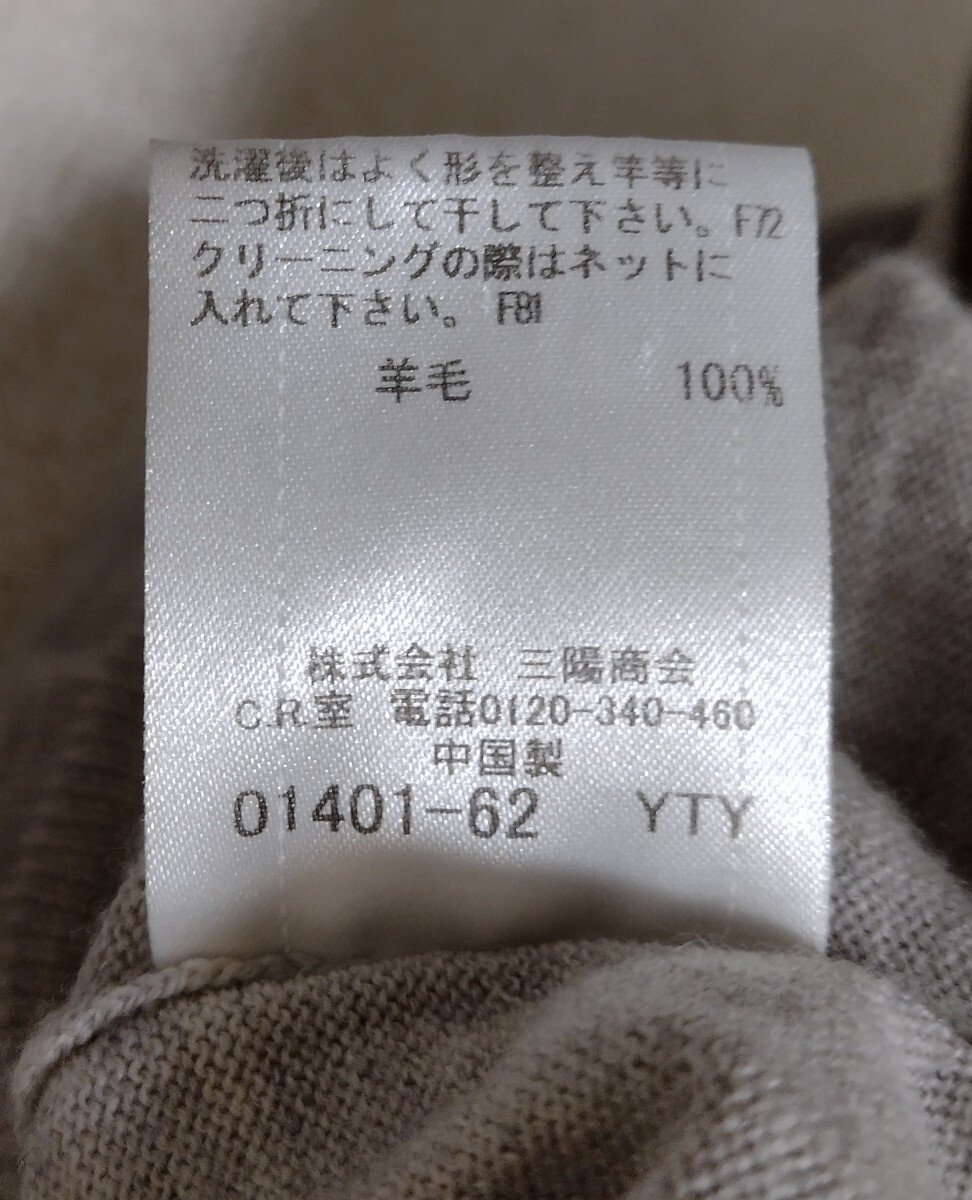 洗濯後はよく形を整え竿等に
二つ折にして干して下さい。F72
クリーニングの際はネットに
入れて下さい。F81
羊毛 100%
株式会社 三陽商会
C.R.室 電話0120-340-460
中国製
01401-62 YTY